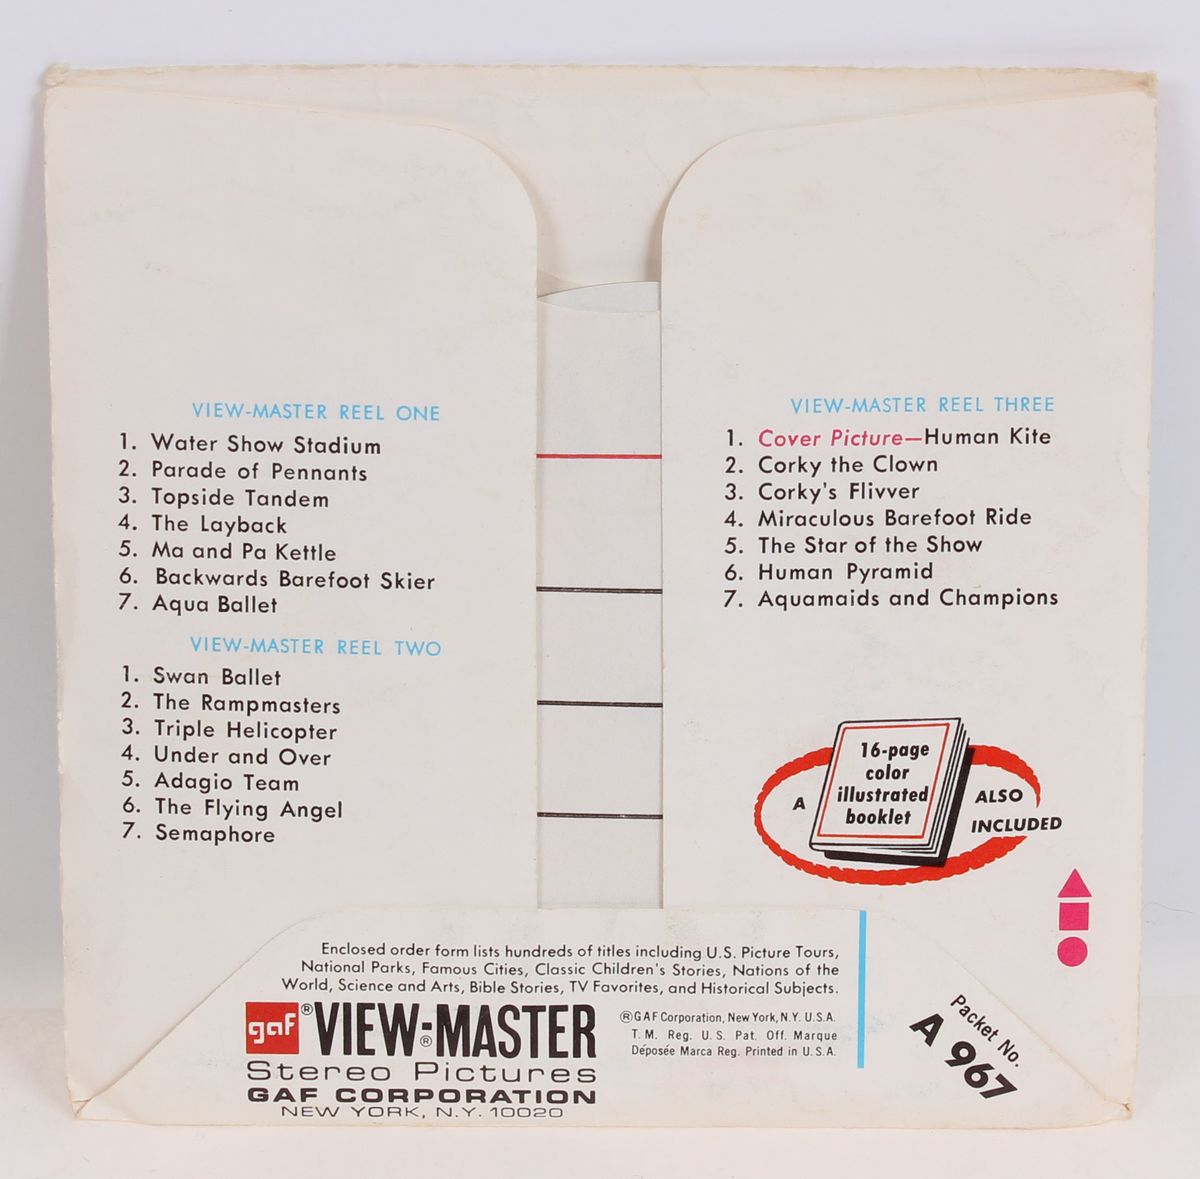 VIEW-MASTER REEL ONE
1. Water Show Stadium
2. Parade of Pennants
3. Topside Tandem
4. The Layback
5. Ma and Pa Kettle
6. Backwards Barefoot Skier
7. Aqua Ballet
VIEW-MASTER REEL TWO
1. Swan Ballet
2. The Rampmasters
3. Triple Helicopter
4. Under and Over
5. Adagio Team
6. The Flying Angel
7. Semaphore
VIEW-MASTER REEL THREE
1. Cover Picture—Human Kite
2. Corky the Clown
3. Corky's Flivver
4. Miraculous Barefoot Ride
5. The Star of the Show
6. Human Pyramid
7. Aquamaids and Champions
A
16-page
color
illustrated
booklet
ALSO
INCLUDED
Enclosed order form lists hundreds of titles including U.S. Picture Tours,
National Parks, Famous Cities, Classic Children's Stories, Nations of the
World, Science and Arts, Bible Stories, TV Favorites, and Historical Subjects.
gaf® VIEW-MASTER®
Stereo Pictures
GAF CORPORATION
NEW YORK, N.Y. 10020
®GAF Corporation, New York, N.Y. U.S.A.
T. M. Reg. U.S. Pat. Off. Marque
Déposée Marca Reg. Printed in U.S.A.
Packet No.
A 967